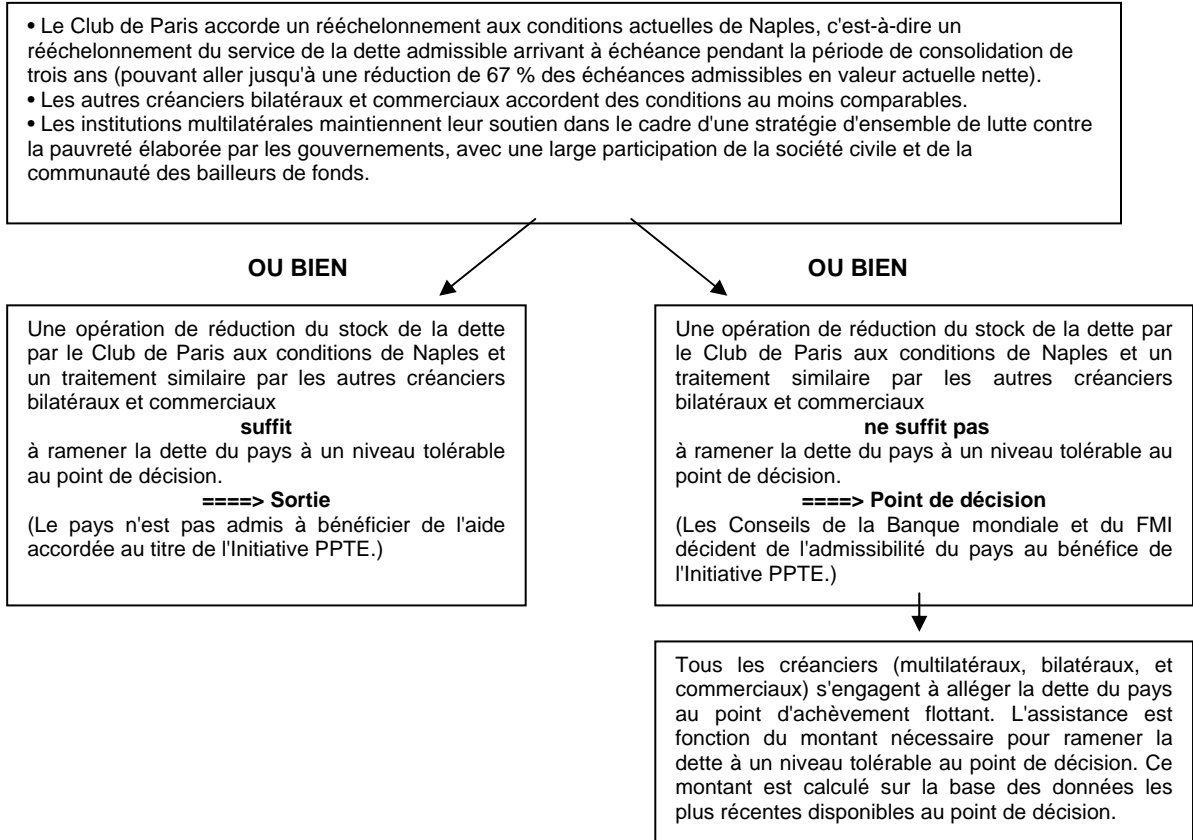 • Le Club de Paris accorde un rééchelonnement aux conditions actuelles de Naples, c'est-à-dire un
rééchelonnement du service de la dette admissible arrivant à échéance pendant la période de consolidation de
trois ans (pouvant aller jusqu'à une réduction de 67 % des échéances admissibles en valeur actuelle nette).
• Les autres créanciers bilatéraux et commerciaux accordent des conditions au moins comparables.
• Les institutions multilatérales maintiennent leur soutien dans le cadre d'une stratégie d'ensemble de lutte contre
la pauvreté élaborée par les gouvernements, avec une large participation de la société civile et de la
communauté des bailleurs de fonds.
OU BIEN
Une opération de réduction du stock de la dette
par le Club de Paris aux conditions de Naples et
un traitement similaire par les autres créanciers
bilatéraux et commerciaux
suffit
à ramener la dette du pays à un niveau tolérable
au point de décision.
====> Sortie
(Le pays n'est pas admis à bénéficier de l'aide
accordée au titre de l'Initiative PPTE.)
OU BIEN
Une opération de réduction du stock de la dette par
le Club de Paris aux conditions de Naples et un
traitement similaire par les autres créanciers
bilatéraux et commerciaux
ne suffit pas
à ramener la dette du pays à un niveau tolérable au
point de décision.
====> Point de décision
(Les Conseils de la Banque mondiale et du FMI
décident de l'admissibilité du pays au bénéfice de
l'Initiative PPTE.)
Tous les créanciers (multilatéraux, bilatéraux, et
commerciaux) s'engagent à alléger la dette du pays
au point d'achèvement flottant. L'assistance est
fonction du montant nécessaire pour ramener la
dette à un niveau tolérable au point de décision. Ce
montant est calculé sur la base des données les
plus récentes disponibles au point de décision.